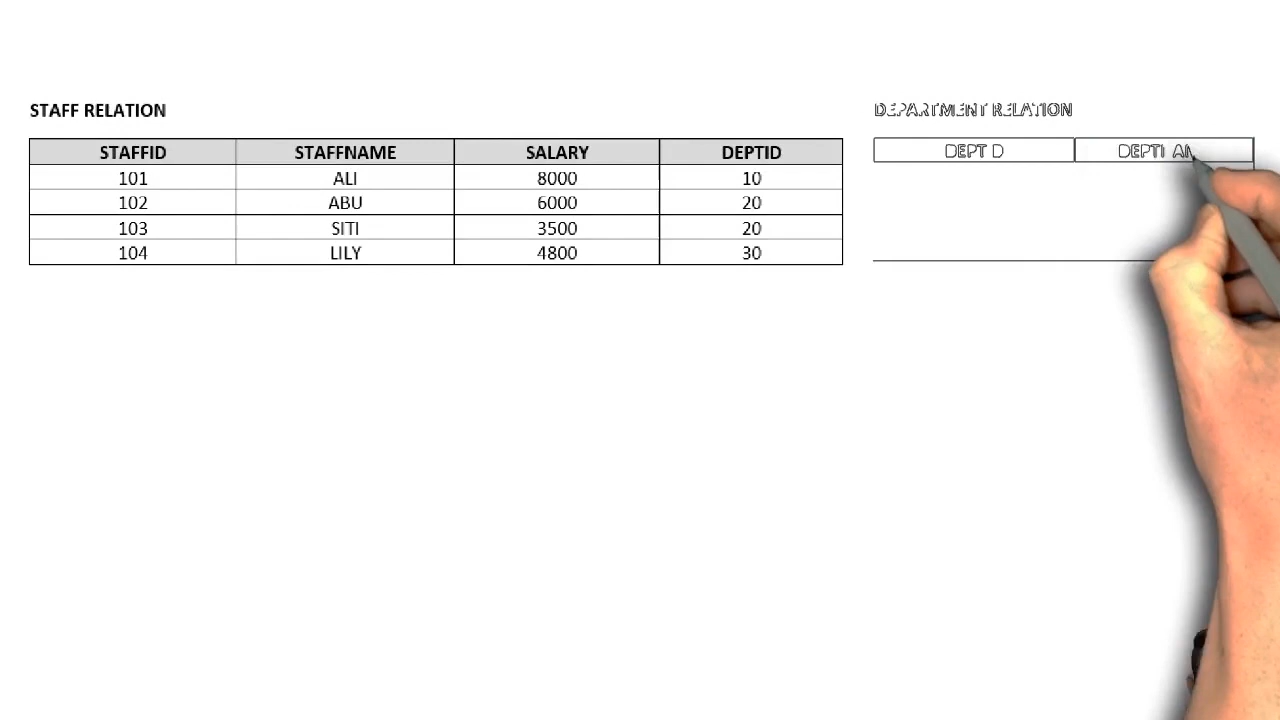 STAFF RELATION
STAFFID STAFFNAME SALARY DEPTID
101 ALI 8000 10
102 ABU 6000 20
103 SITI 3500 20
104 LILY 4800 30
DEPARTMENT RELATION
DEPT D